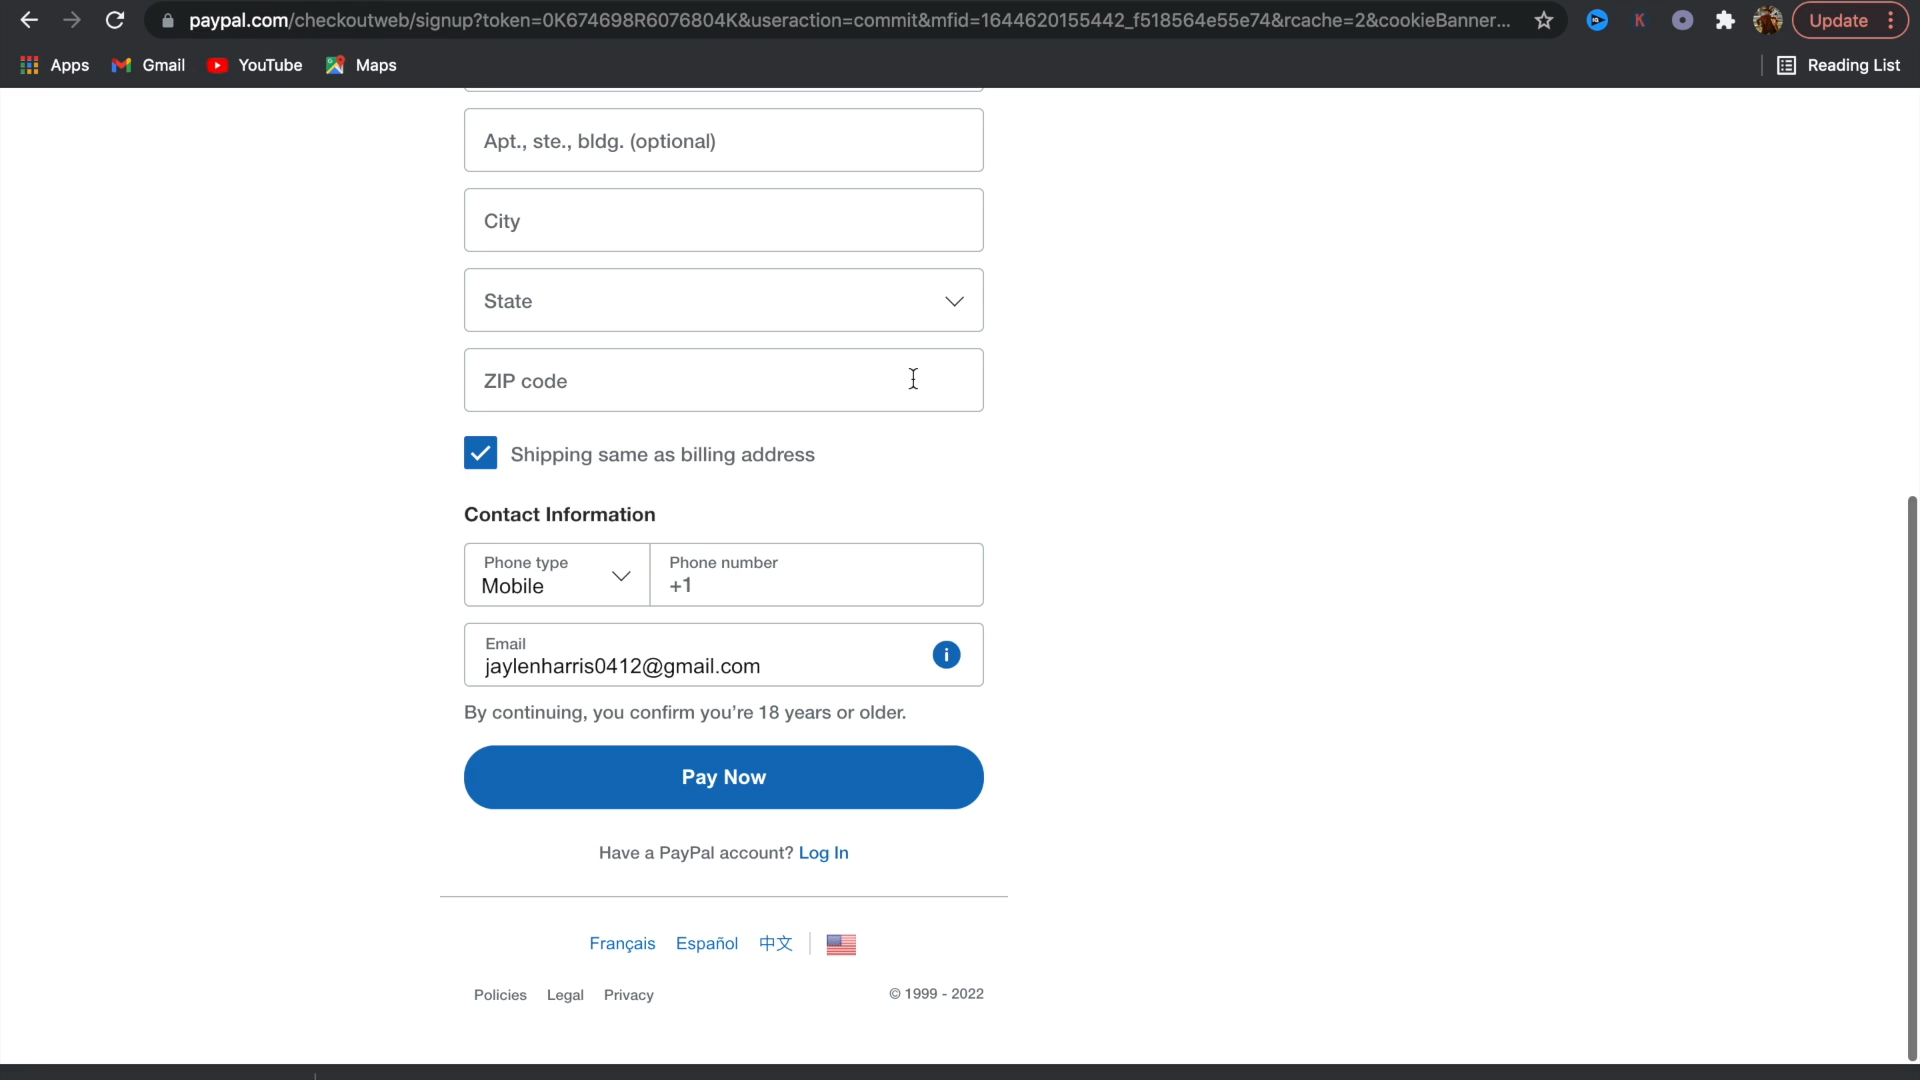 paypal.com/checkoutweb/signup?token=0K674698R6076804K&useraction=commit&mfid=1644620155442_f518564e55e74&rcache=2&cookieBanner...
K
Update
Apps
Gmail
YouTube
Maps
Reading List
Apt., ste., bldg. (optional)
City
State
ZIP code
Shipping same as billing address
Contact Information
Phone type
Mobile
Phone number
+1
Email
jaylenharris0412@gmail.com
By continuing, you confirm you're 18 years or older.
Pay Now
Have a PayPal account? Log In
Français Español 中文
Policies Legal Privacy
© 1999 - 2022